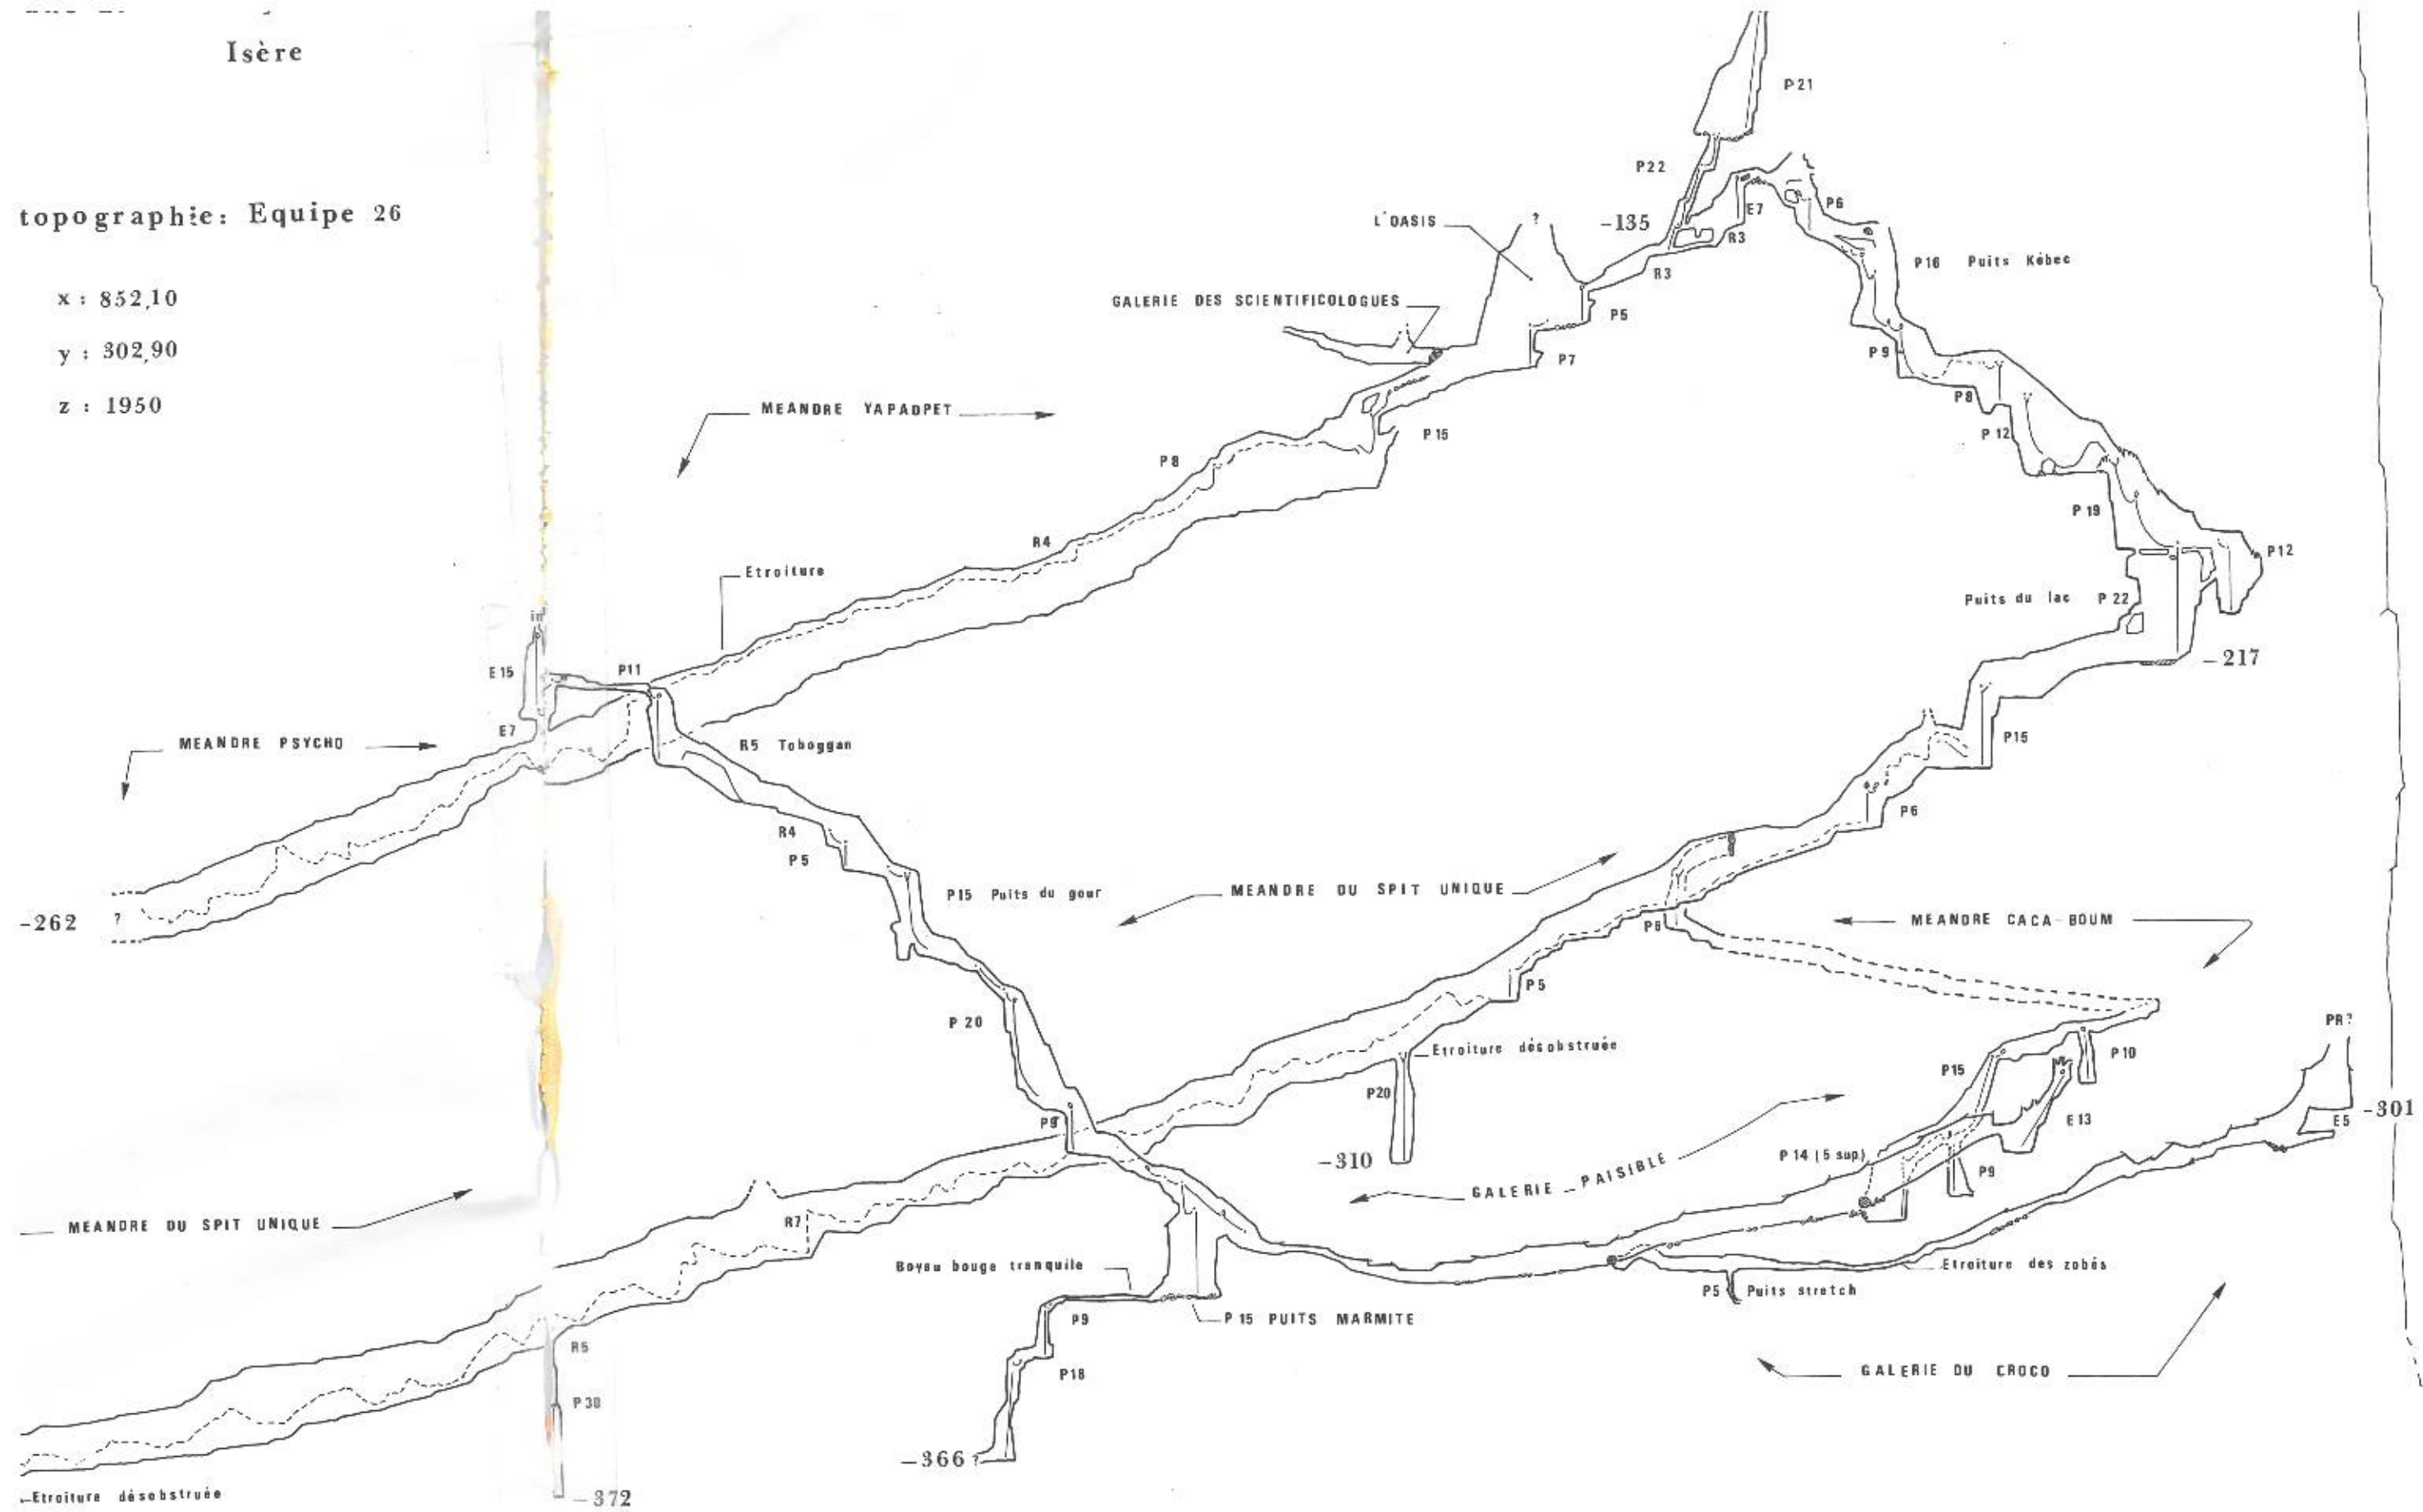 Isère
P21
P22
topographie: Equipe 26
L'OASIS
?
-135
E7
P6
R3
R3
P16 Puits Kébec
x : 852,10
GALERIE DES SCIENTIFICOLOGUES
P5
y : 302,90
P9
P7
z : 1950
MEANDRE YAPADPET
P8
P15
P12
P8
P19
R4
P12
Etroiture
Puits du lac P22
in
-217
E15
P11
E7
MEANDRE PSYCHO
R5 Toboggan
P15
P6
R4
P5
P15 Puits du gour
MEANDRE DU SPIT UNIQUE
MEANDRE CACA-BOUM
-262
?
P6
P5
P20
PR?
Etroiture désobstruée
P10
P15
P20
-301
P9
E13
E5
P14 (5 sup)
-310
P9
GALERIE PAISIBLE
MEANDRE DU SPIT UNIQUE
R7
Boyau bouge tranquile
Etroiture des zobés
P5 Puits stretch
P9
P15 PUITS MARMITE
R5
P18
GALERIE DU CROCO
P30
-366 ?
Etroiture désobstruée
-372